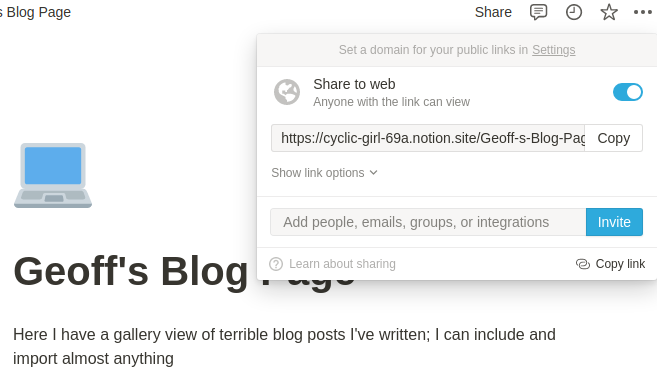 s Blog Page
Share
Set a domain for your public links in Settings
Share to web
Anyone with the link can view
https://cyclic-girl-69a.notion.site/Geoff-s-Blog-Pag
Copy
Show link options
Add people, emails, groups, or integrations
Invite
Learn about sharing
Copy link
Geoff's Blog Page
Here I have a gallery view of terrible blog posts I've written; I can include and
import almost anything